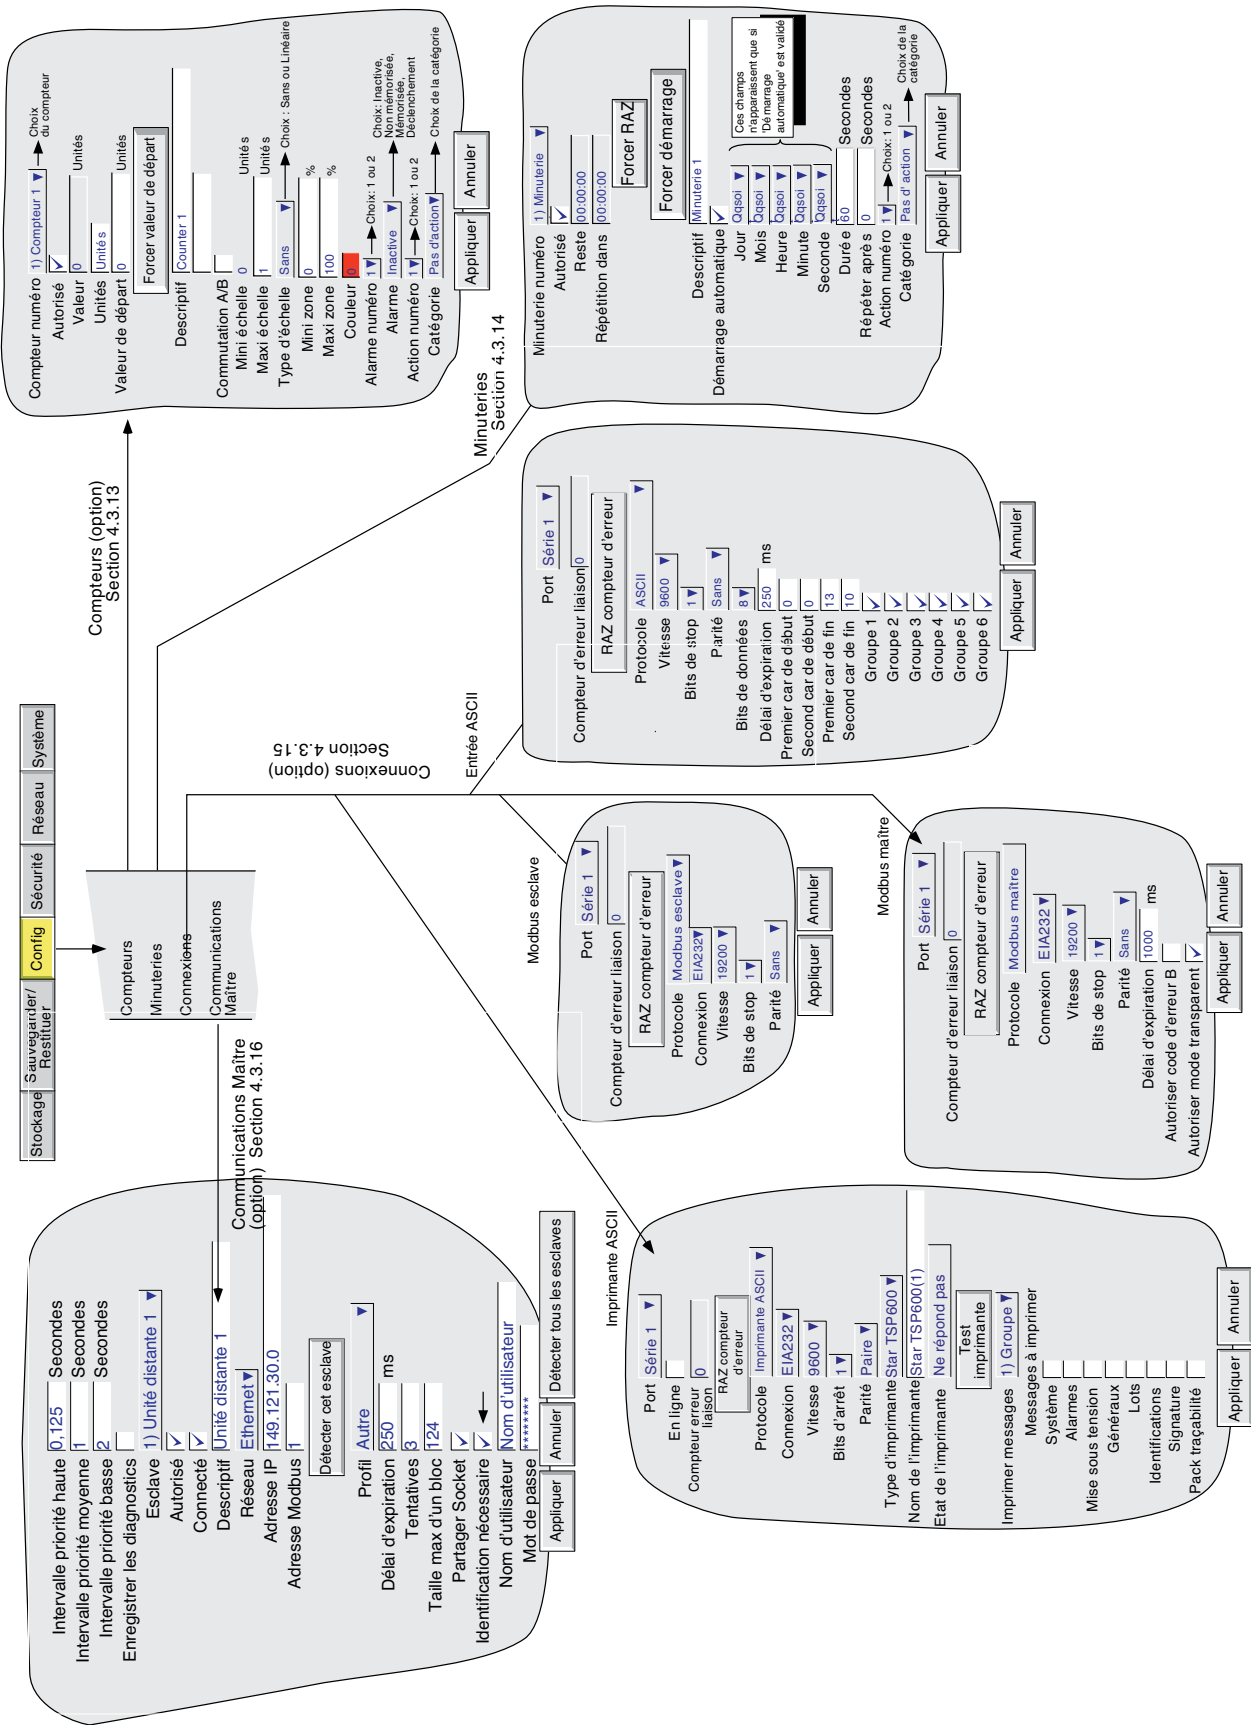 Stockage
Sauvegarder/
Restituer
Config
Sécurité
Réseau
Système
Compteurs
Minuteries
Connexions
Communications
Maître
Communications Maître
(option) Section 4.3.16
Intervalle priorité haute 0,125 Secondes
Intervalle priorité moyenne 1 Secondes
Intervalle priorité basse 2 Secondes
Enregistrer les diagnostics
Esclave 1) Unité distante 1
Autorisé
Connecté
Descriptif Unité distante 1
Réseau Ethernet
Adresse IP 149.121.30.0
Adresse Modbus 1
Détecter cet esclave
Profil Autre
Délai d'expiration 250 ms
Tentatives 3
Taille max d'un bloc 124
Partager Socket
Identification nécessaire
Nom d'utilisateur Nom d'utilisateur
Mot de passe ********
Appliquer Annuler Détecter tous les esclaves
Compteurs (option)
Section 4.3.13
Compteur numéro 1) Compteur 1 Choix
du compteur
Autorisé
Valeur 0 Unités
Unités Unités
Valeur de départ 0 Unités
Forcer valeur de départ
Descriptif Counter 1
Commutation A/B
Mini échelle 0 Unités
Maxi échelle 1 Unités
Type d'échelle Sans Choix : Sans ou Linéaire
Mini zone 0 %
Maxi zone 100 %
Couleur 0
Alarme numéro 1 Choix: 1 ou 2
Alarme Inactive Choix: Inactive,
Non mémorisée,
Mémorisée,
Déclenchement
Action numéro 1 Choix: 1 ou 2
Catégorie Pas d'action Choix de la catégorie
Appliquer Annuler
Minuteries
Section 4.3.14
Minuterie numéro 1) Minuterie
Autorisé
Reste 00:00:00
Répétition dans 00:00:00
Forcer RAZ
Forcer démarrage
Descriptif Minuterie 1
Démarrage automatique
Jour Qqsoi
Mois Qqsoi
Heure Qqsoi
Minute Qqsoi
Seconde Qqsoi
Ces champs
n'apparaissent que si
'Démarrage
automatique' est validé
1
Durée 60 Secondes
Répéter après 0 Secondes
Action numéro 1 Choix: 1 ou 2
Catégorie Pas d' action Choix de la
catégorie
Appliquer Annuler
Connexions (option)
Section 4.3.15
Entrée ASCII
Port Série 1
Compteur d'erreur liaison 0
RAZ compteur d'erreur
Protocole ASCII
Vitesse 9600
Bits de stop 1
Parité Sans
Bits de données 8
Délai d'expiration 250 ms
Premier car de début 0
Second car de début 0
Premier car de fin 13
Second car de fin 10
Groupe 1
Groupe 2
Groupe 3
Groupe 4
Groupe 5
Groupe 6
Appliquer Annuler
Modbus esclave
Port Série 1
Compteur d'erreur liaison 0
RAZ compteur d'erreur
Protocole Modbus esclave
Connexion EIA232
Vitesse 19200
Bits de stop 1
Parité Sans
Appliquer Annuler
Modbus maître
Port Série 1
Compteur d'erreur liaison 0
RAZ compteur d'erreur
Protocole Modbus maître
Connexion EIA232
Vitesse 19200
Bits de stop 1
Parité Sans
Délai d'expiration 1000 ms
Autoriser code d'erreur B
Autoriser mode transparent
Appliquer Annuler
Imprimante ASCII
Port Série 1
En ligne
Compteur erreur
liaison 0
RAZ compteur
d'erreur
Protocole Imprimante ASCII
Connexion EIA232
Vitesse 9600
Bits d'arrêt 1
Parité Paire
Type d'imprimante Star TSP600
Nom de l'imprimante Star TSP600(1)
Etat de l'imprimante Ne répond pas
Test
imprimante
Imprimer messages 1) Groupe
Messages à imprimer
Système
Alarmes
Mise sous tension
Généraux
Lots
Identifications
Signature
Pack traçabilité
Appliquer Annuler